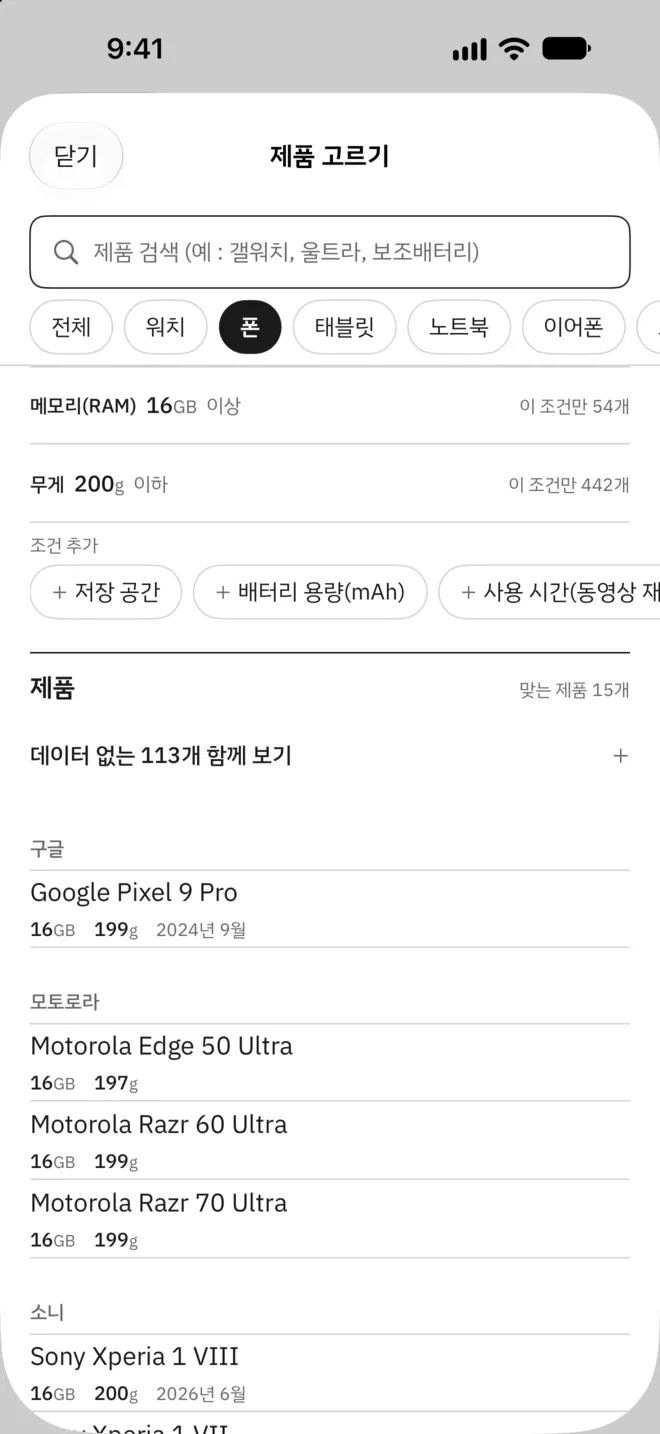 9:41
닫기
제품 고르기
제품 검색 (예 : 갤워치, 울트라, 보조배터리)
전체 워치 폰 태블릿 노트북 이어폰
메모리(RAM) 16GB 이상 이 조건만 54개
무게 200g 이하 이 조건만 442개
조건 추가
+ 저장 공간 + 배터리 용량(mAh) + 사용 시간(동영상 재
제품 맞는 제품 15개
데이터 없는 113개 함께 보기 +
구글
Google Pixel 9 Pro
16GB 199g 2024년 9월
모토로라
Motorola Edge 50 Ultra
16GB 197g
Motorola Razr 60 Ultra
16GB 199g
Motorola Razr 70 Ultra
16GB 199g
소니
Sony Xperia 1 VIII
16GB 200g 2026년 6월
Xperia 1 VII